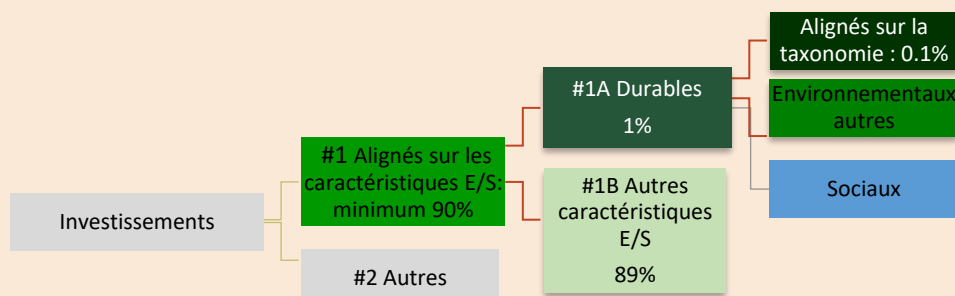 Investissements
#1 Alignés sur les
caractéristiques E/S:
minimum 90%
#2 Autres
#1A Durables
1%
#1B Autres
caractéristiques
E/S
89%
Alignés sur la
taxonomie : 0.1%
Environnementaux
autres
Sociaux